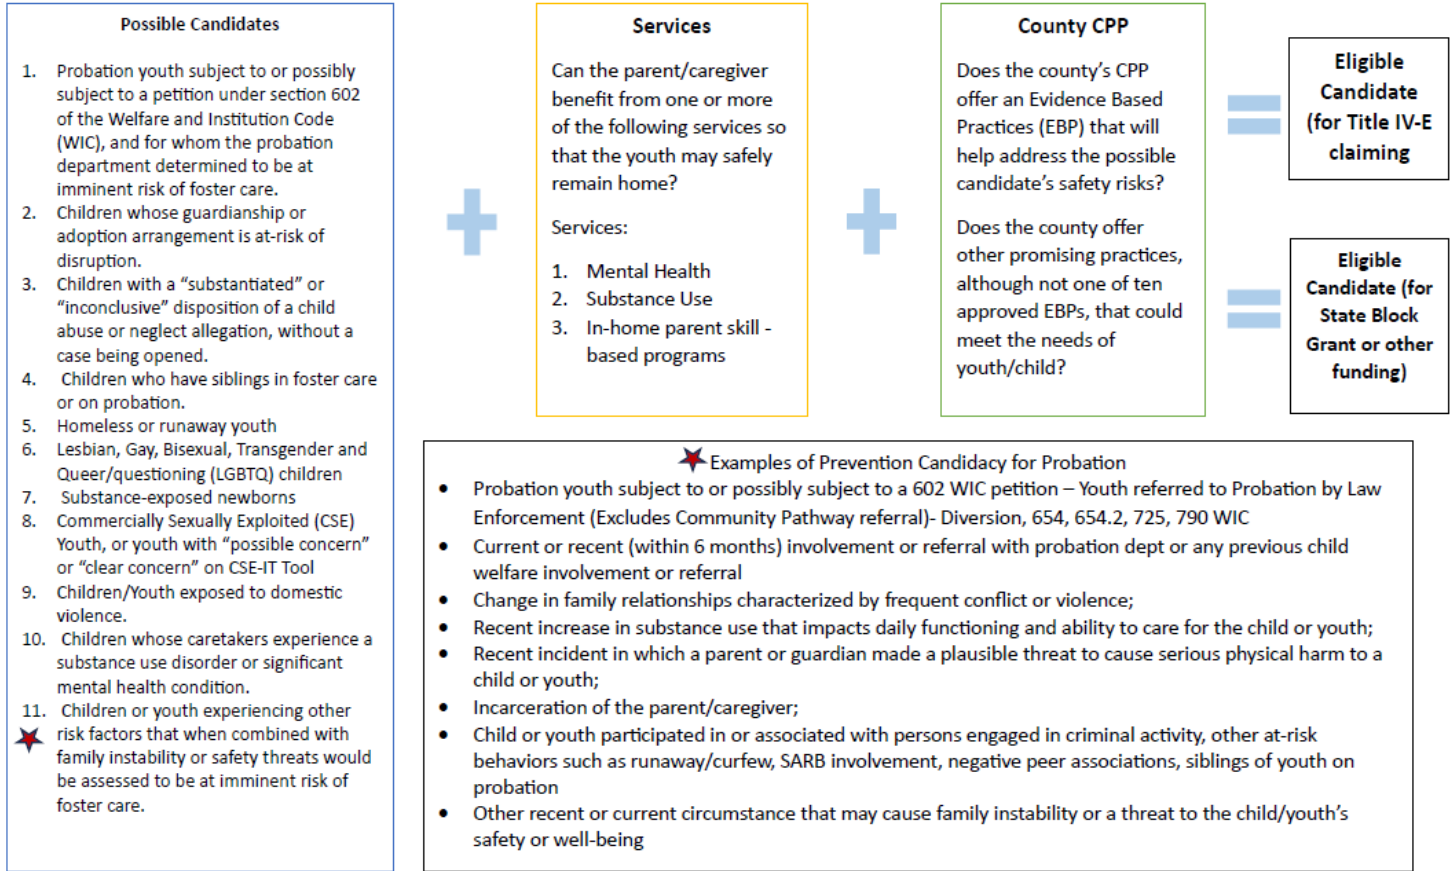 Possible Candidates
1. Probation youth subject to or possibly
subject to a petition under section 602
of the Welfare and Institution Code
(WIC), and for whom the probation
department determined to be at
imminent risk of foster care.
2. Children whose guardianship or
adoption arrangement is at-risk of
disruption.
3. Children with a “substantiated” or
“inconclusive” disposition of a child
abuse or neglect allegation, without a
case being opened.
4. Children who have siblings in foster care
or on probation.
5. Homeless or runaway youth
6. Lesbian, Gay, Bisexual, Transgender and
Queer/questioning (LGBTQ) children
7. Substance-exposed newborns
8. Commercially Sexually Exploited (CSE)
Youth, or youth with “possible concern”
or “clear concern” on CSE-IT Tool
9. Children/Youth exposed to domestic
violence.
10. Children whose caretakers experience a
substance use disorder or significant
mental health condition.
11. Children or youth experiencing other
risk factors that when combined with
family instability or safety threats would
be assessed to be at imminent risk of
foster care.
Services
Can the parent/caregiver
benefit from one or more
of the following services so
that the youth may safely
remain home?
Services:
1. Mental Health
2. Substance Use
3. In-home parent skill -
based programs
County CPP
Does the county’s CPP
offer an Evidence Based
Practices (EBP) that will
help address the possible
candidate’s safety risks?
Does the county offer
other promising practices,
although not one of ten
approved EBPs, that could
meet the needs of
youth/child?
Eligible
Candidate
(for Title IV-E
claiming
Eligible
Candidate (for
State Block
Grant or other
funding)
Examples of Prevention Candidacy for Probation
• Probation youth subject to or possibly subject to a 602 WIC petition – Youth referred to Probation by Law
Enforcement (Excludes Community Pathway referral)- Diversion, 654, 654.2, 725, 790 WIC
• Current or recent (within 6 months) involvement or referral with probation dept or any previous child
welfare involvement or referral
• Change in family relationships characterized by frequent conflict or violence;
• Recent increase in substance use that impacts daily functioning and ability to care for the child or youth;
• Recent incident in which a parent or guardian made a plausible threat to cause serious physical harm to a
child or youth;
• Incarceration of the parent/caregiver;
• Child or youth participated in or associated with persons engaged in criminal activity, other at-risk
behaviors such as runaway/curfew, SARB involvement, negative peer associations, siblings of youth on
probation
• Other recent or current circumstance that may cause family instability or a threat to the child/youth’s
safety or well-being